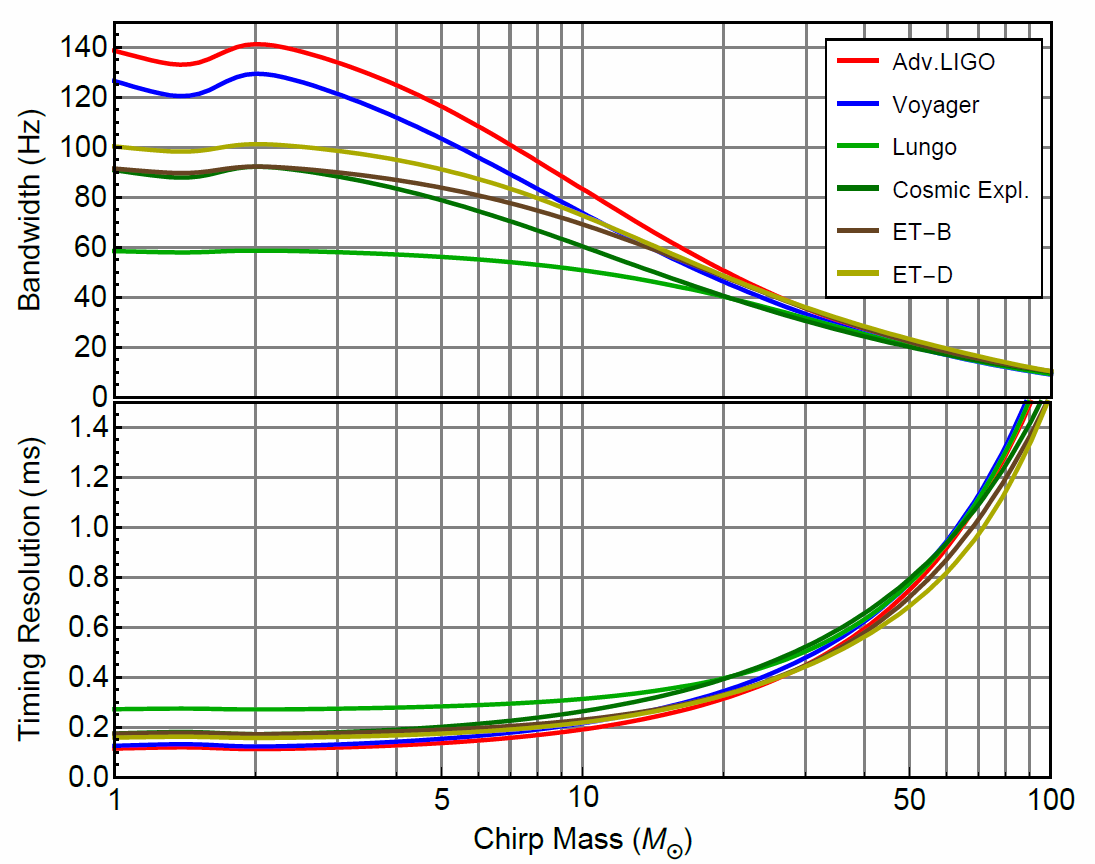 140
120
100
80
60
40
20
0
Bandwidth (Hz)
Adv.LIGO
Voyager
Lungo
Cosmic Expl.
ET−B
ET−D
1.4
1.2
1.0
0.8
0.6
0.4
0.2
0.0
Timing Resolution (ms)
1 5 10 50 100
Chirp Mass (M☉)